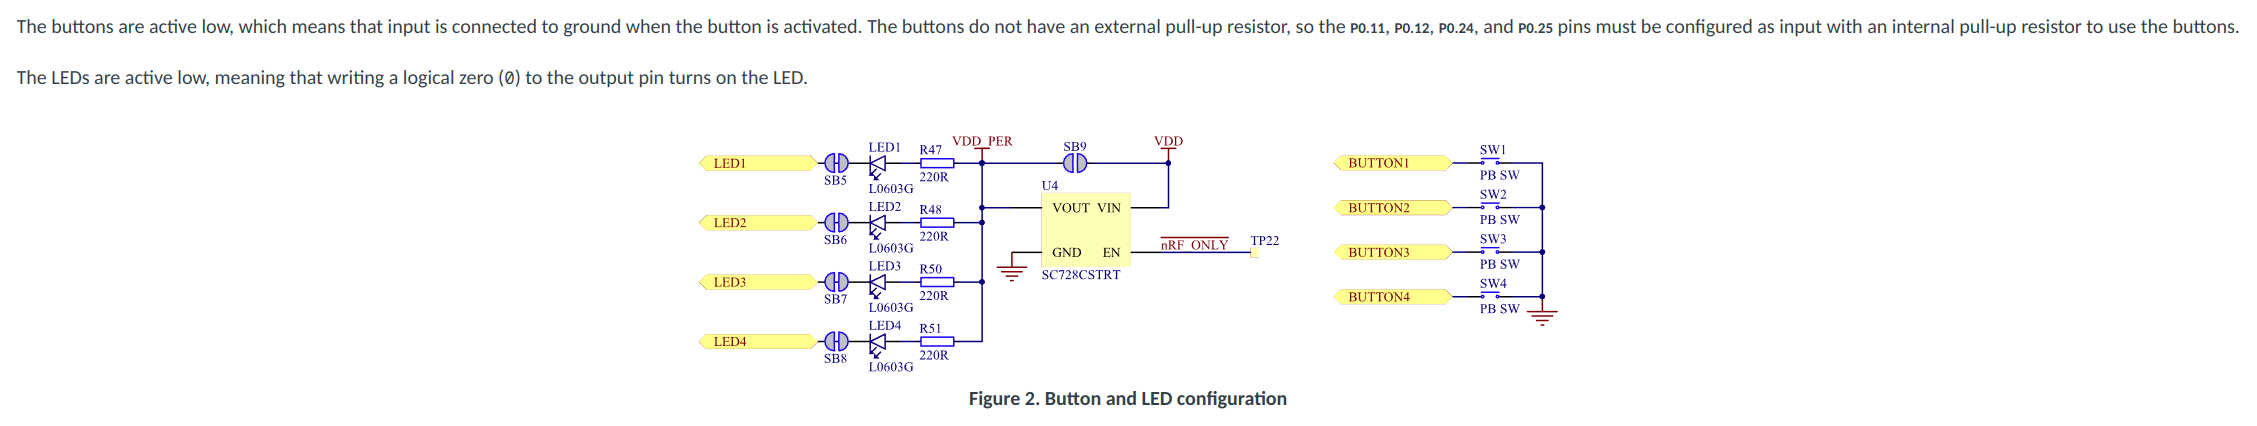 The buttons are active low, which means that input is connected to ground when the button is activated. The buttons do not have an external pull-up resistor, so the P0.11, P0.12, P0.24, and P0.25 pins must be configured as input with an internal pull-up resistor to use the buttons.
The LEDs are active low, meaning that writing a logical zero (0) to the output pin turns on the LED.
LED1
SB5
LED1
L0603G
R47
220R
VDD_PER
SB9
VDD
LED2
SB6
LED2
L0603G
R48
220R
LED3
SB7
LED3
L0603G
R50
220R
LED4
SB8
LED4
L0603G
R51
220R
U4
VOUT VIN
GND EN
SC728CSTRT
nRF_ONLY
TP22
BUTTON1
SW1
PB SW
BUTTON2
SW2
PB SW
BUTTON3
SW3
PB SW
BUTTON4
SW4
PB SW
Figure 2. Button and LED configuration